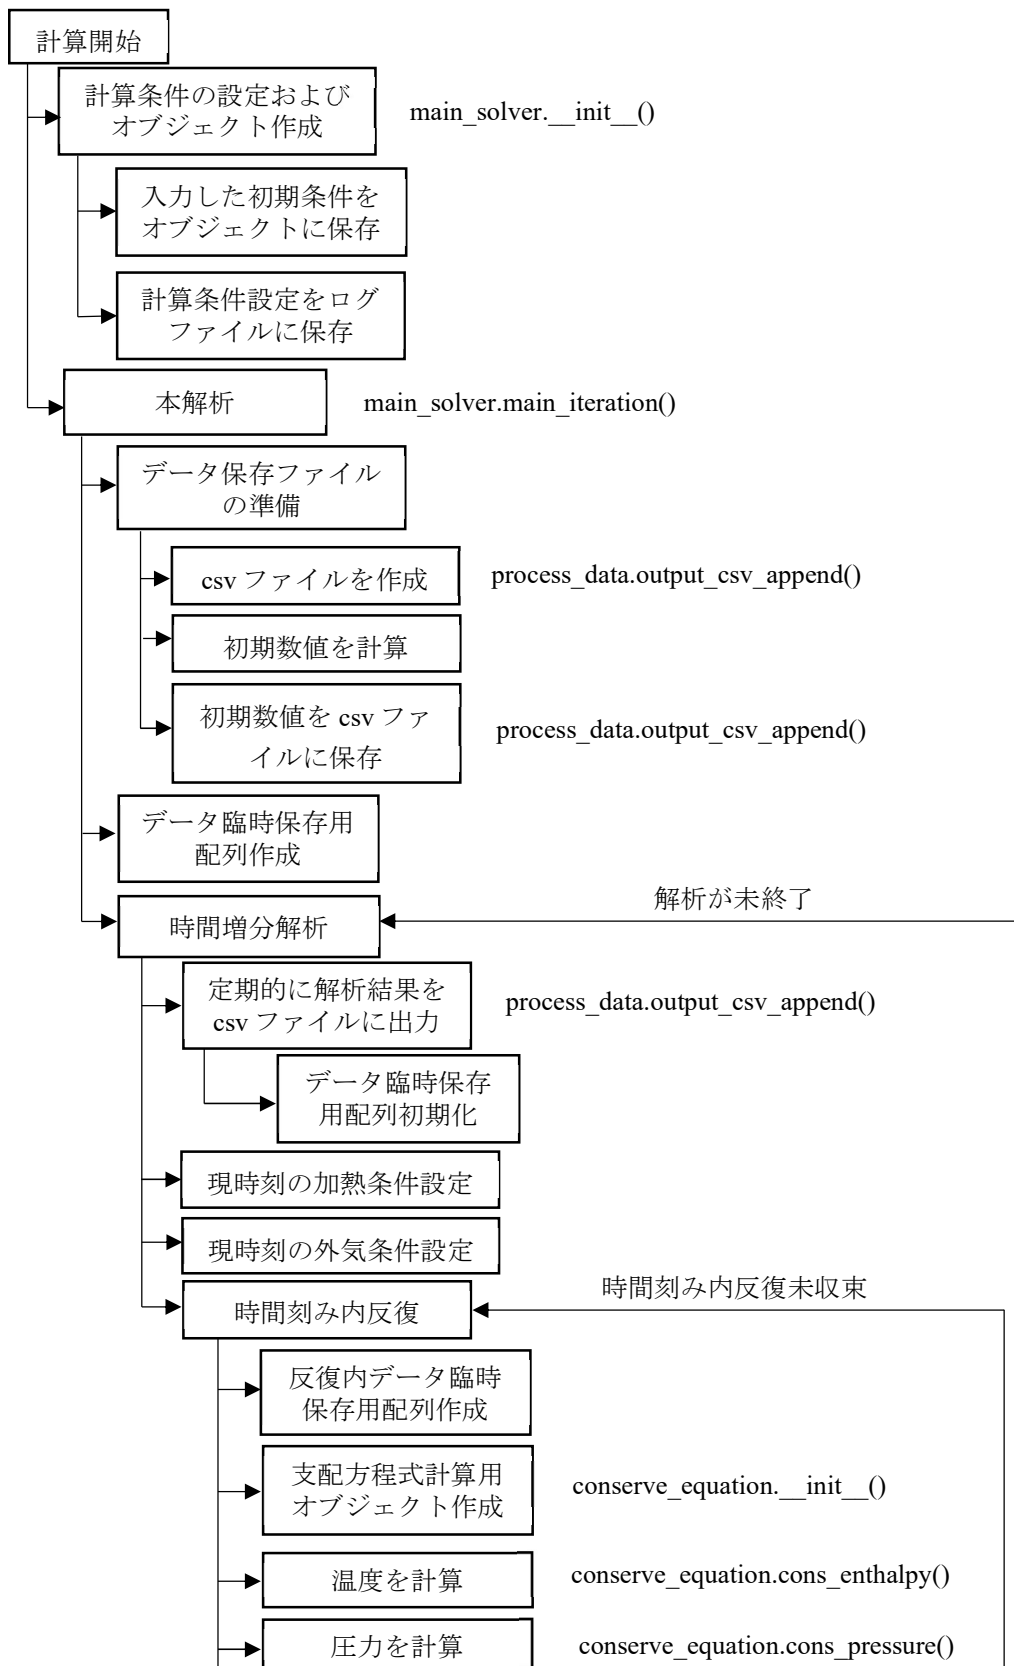 計算開始
計算条件の設定および
オブジェクト作成
main_solver.__init__()
入力した初期条件を
オブジェクトに保存
計算条件設定をログ
ファイルに保存
本解析
main_solver.main_iteration()
データ保存ファイル
の準備
csv ファイルを作成
process_data.output_csv_append()
初期数値を計算
初期数値を csv ファ
イルに保存
process_data.output_csv_append()
データ臨時保存用
配列作成
解析が未終了
時間増分解析
定期的に解析結果を
csv ファイルに出力
process_data.output_csv_append()
データ臨時保存
用配列初期化
現時刻の加熱条件設定
現時刻の外気条件設定
時間刻み内反復未収束
時間刻み内反復
反復内データ臨時
保存用配列作成
支配方程式計算用
オブジェクト作成
conserve_equation.__init__()
温度を計算
conserve_equation.cons_enthalpy()
圧力を計算
conserve_equation.cons_pressure()